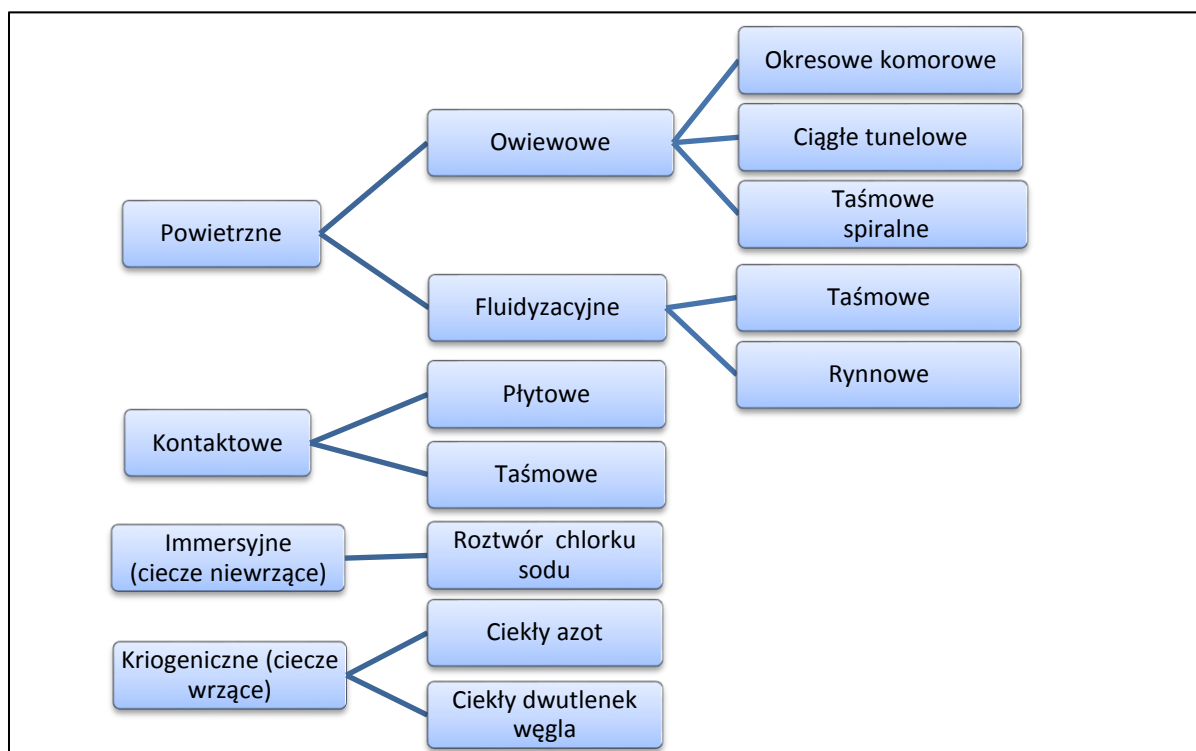 Powietrzne
Owiewowe
Okresowe komorowe
Ciągłe tunelowe
Taśmowe
spiralne
Fluidyzacyjne
Taśmowe
Rynnowe
Kontaktowe
Płytowe
Taśmowe
Immersyjne
(ciecze niewrzące)
Roztwór chlorku
sodu
Kriogeniczne (ciecze
wrzące)
Ciekły azot
Ciekły dwutlenek
węgla